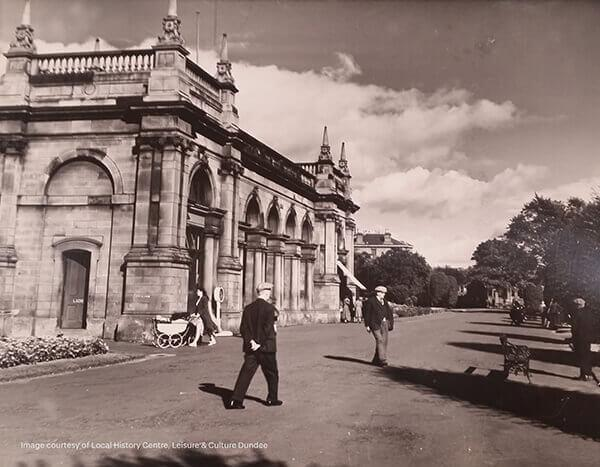 Image courtesy of Local History Centre, Leisure & Culture Dundee